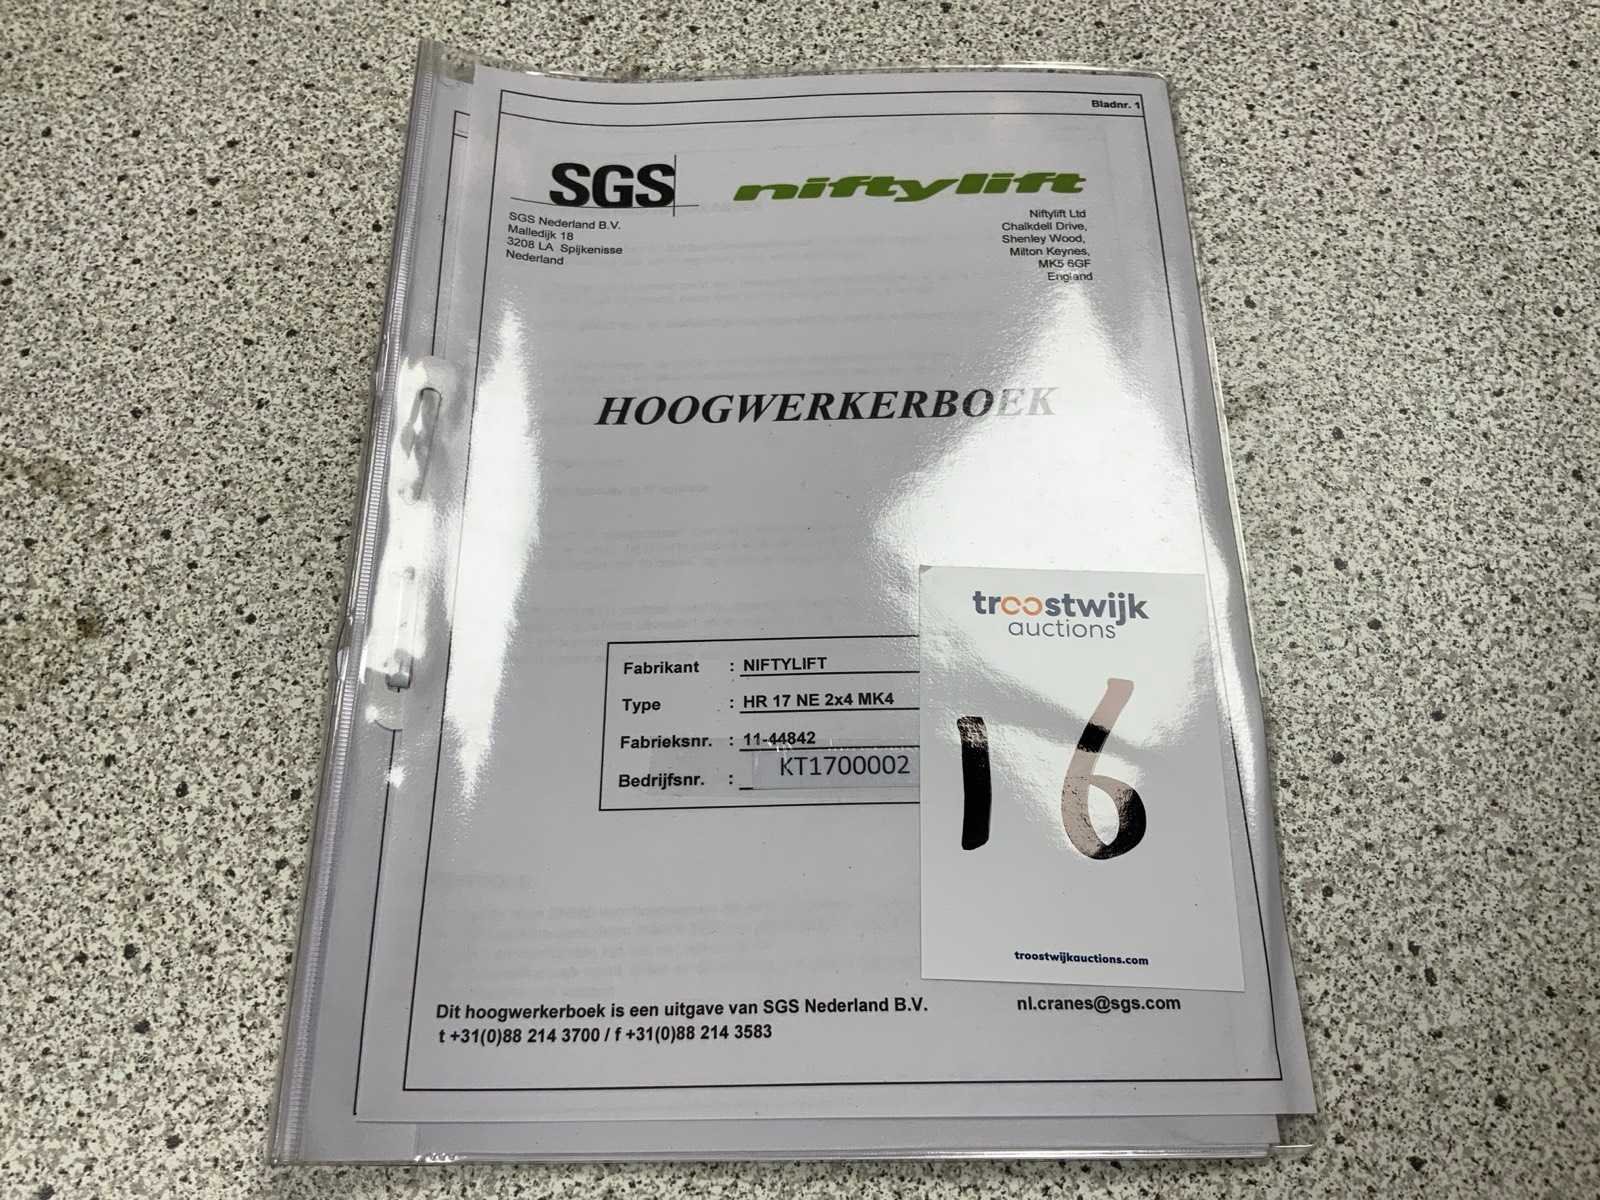 Bladnr. 1
SGS
niftylift
SGS Nederland B.V.
Malledijk 18
3208 LA Spijkenisse
Nederland
Niftylift Ltd
Chalkdell Drive,
Shenley Wood,
Milton Keynes,
MK5 6GF
England
HOOGWERKERBOEK
Fabrikant : NIFTYLIFT
Type : HR 17 NE 2x4 MK4
Fabrieksnr. : 11-44842
Bedrijfsnr. : KT1700002
troostwijk
auctions
16
troostwijkauctions.com
Dit hoogwerkerboek is een uitgave van SGS Nederland B.V. nl.cranes@sgs.com
t +31(0)88 214 3700 / f +31(0)88 214 3583